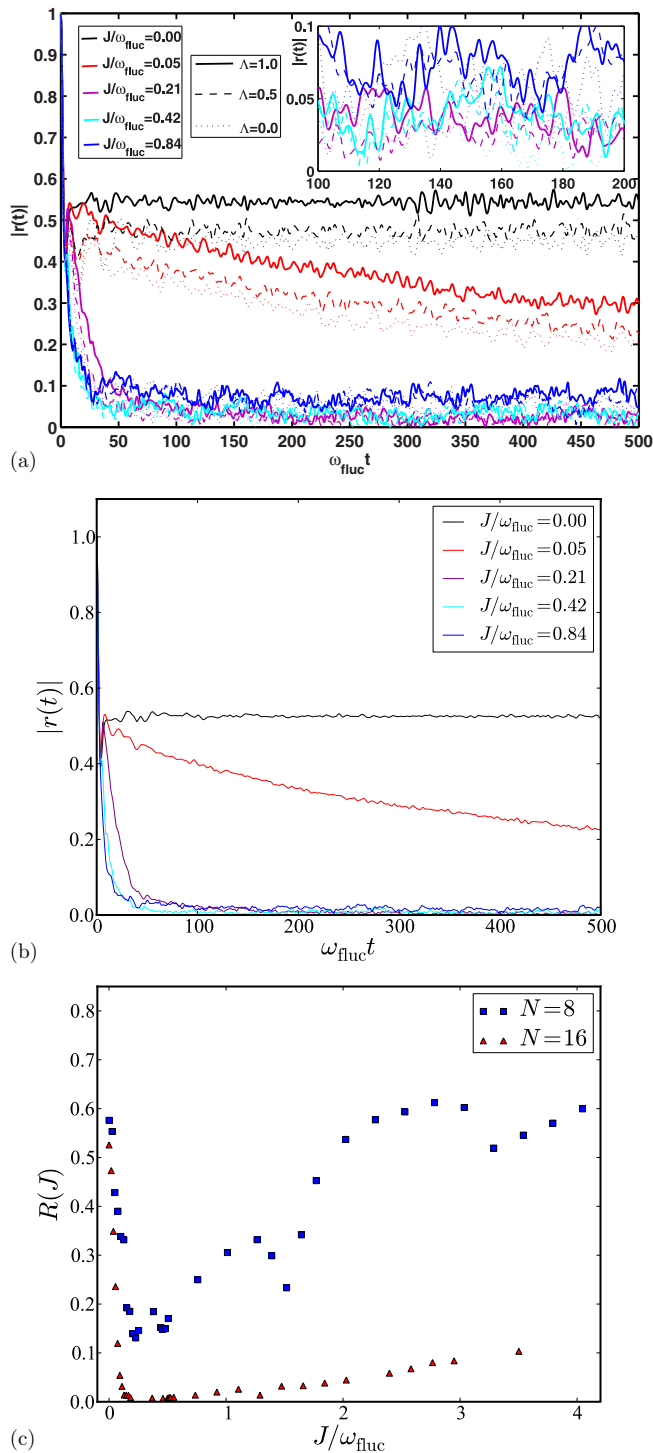 1
0.9
0.8
0.7
0.6
0.5
0.4
0.3
0.2
0.1
0
|r(t)|
J/ω_fluc=0.00
J/ω_fluc=0.05
J/ω_fluc=0.21
J/ω_fluc=0.42
J/ω_fluc=0.84
Λ=1.0
Λ=0.5
Λ=0.0
0.1
0.05
0
|r(t)|
100 120 140 160 180 200
0 50 100 150 200 250 300 350 400 450 500
ω_fluc t
(a)
1.0
0.8
0.6
0.4
0.2
0.0
|r(t)|
J/ω_fluc=0.00
J/ω_fluc=0.05
J/ω_fluc=0.21
J/ω_fluc=0.42
J/ω_fluc=0.84
0 100 200 300 400 500
ω_fluc t
(b)
0.8
0.7
0.6
0.5
0.4
0.3
0.2
0.1
0.0
R(J)
N=8
N=16
0 1 2 3 4
J/ω_fluc
(c)